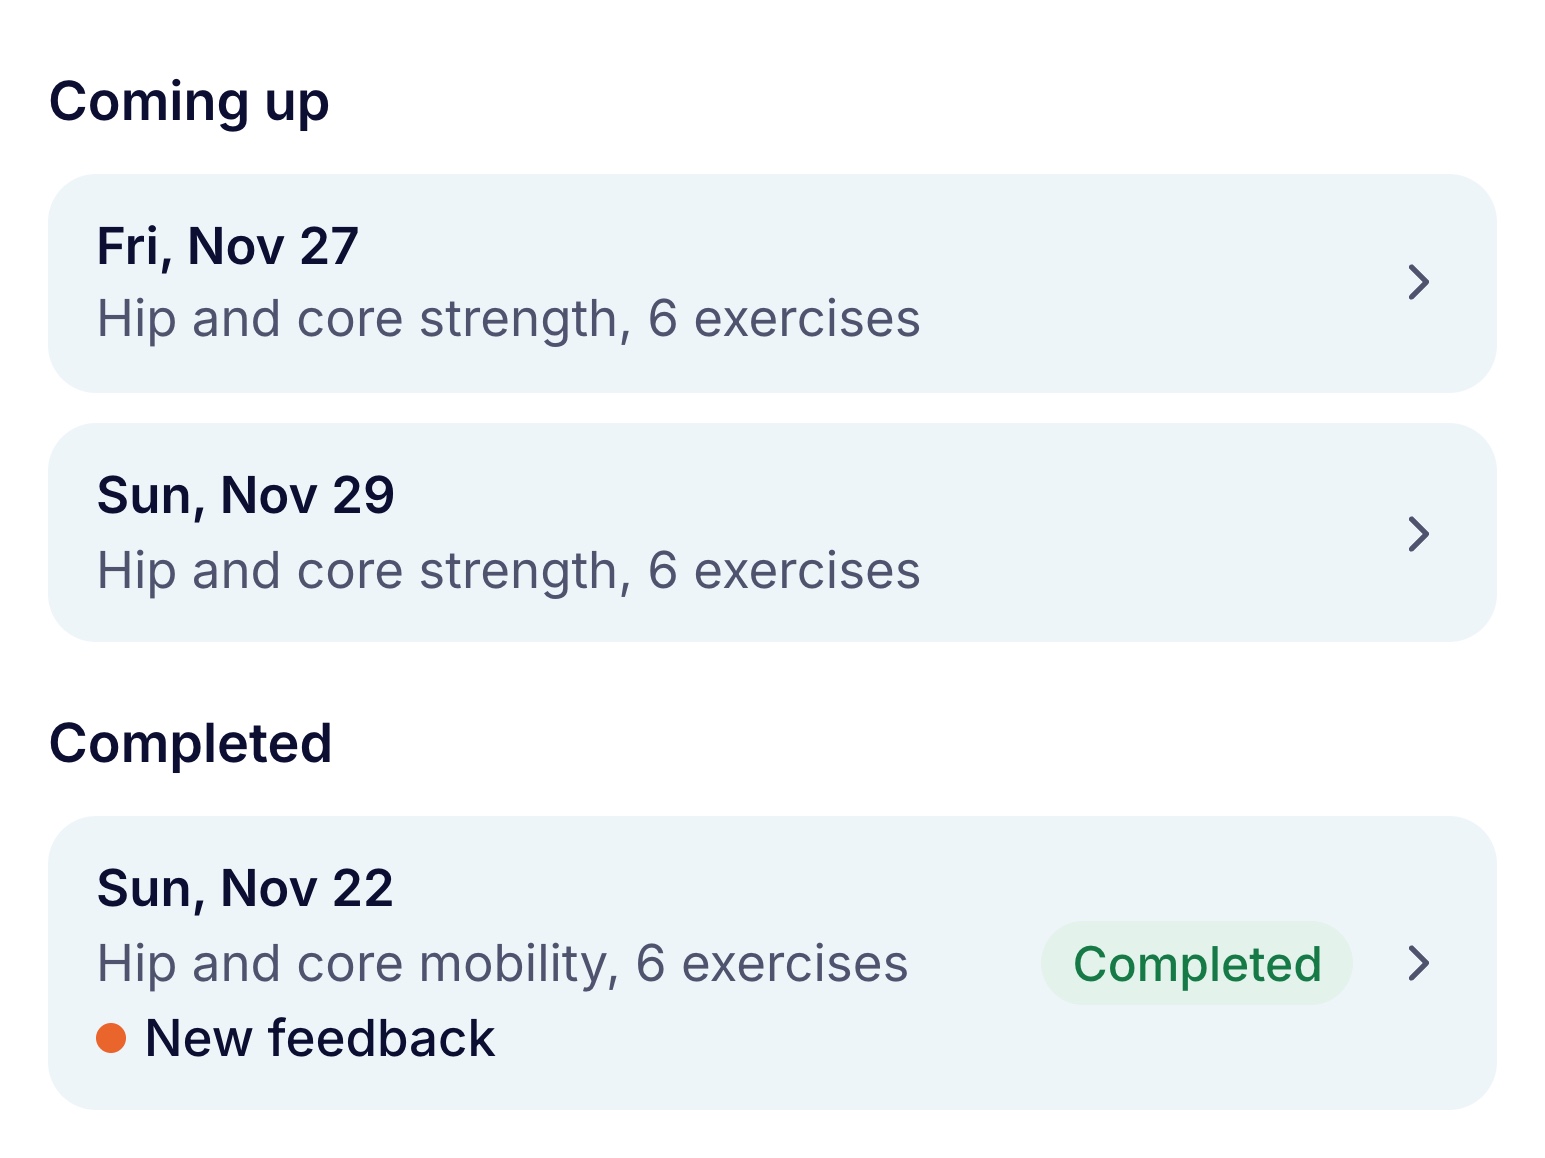 Coming up
Fri, Nov 27
Hip and core strength, 6 exercises
Sun, Nov 29
Hip and core strength, 6 exercises
Completed
Sun, Nov 22
Hip and core mobility, 6 exercises
Completed
New feedback